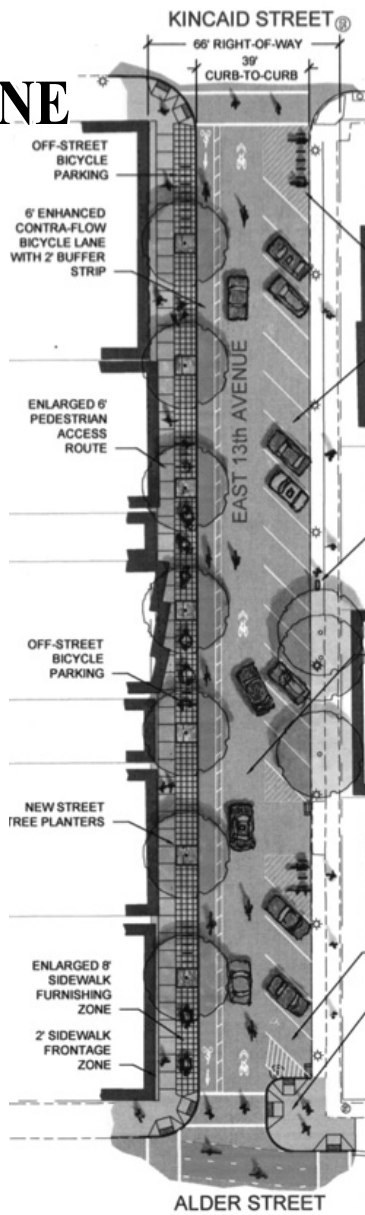 KINCAID STREET
66' RIGHT-OF-WAY
39'
CURB-TO-CURB
NE
OFF-STREET
BICYCLE
PARKING
6' ENHANCED
CONTRA-FLOW
BICYCLE LANE
WITH 2' BUFFER
STRIP
ENLARGED 6'
PEDESTRIAN
ACCESS
ROUTE
EAST 13th AVENUE
OFF-STREET
BICYCLE
PARKING
NEW STREET
TREE PLANTERS
ENLARGED 8'
SIDEWALK
FURNISHING
ZONE
2' SIDEWALK
FRONTAGE
ZONE
ALDER STREET